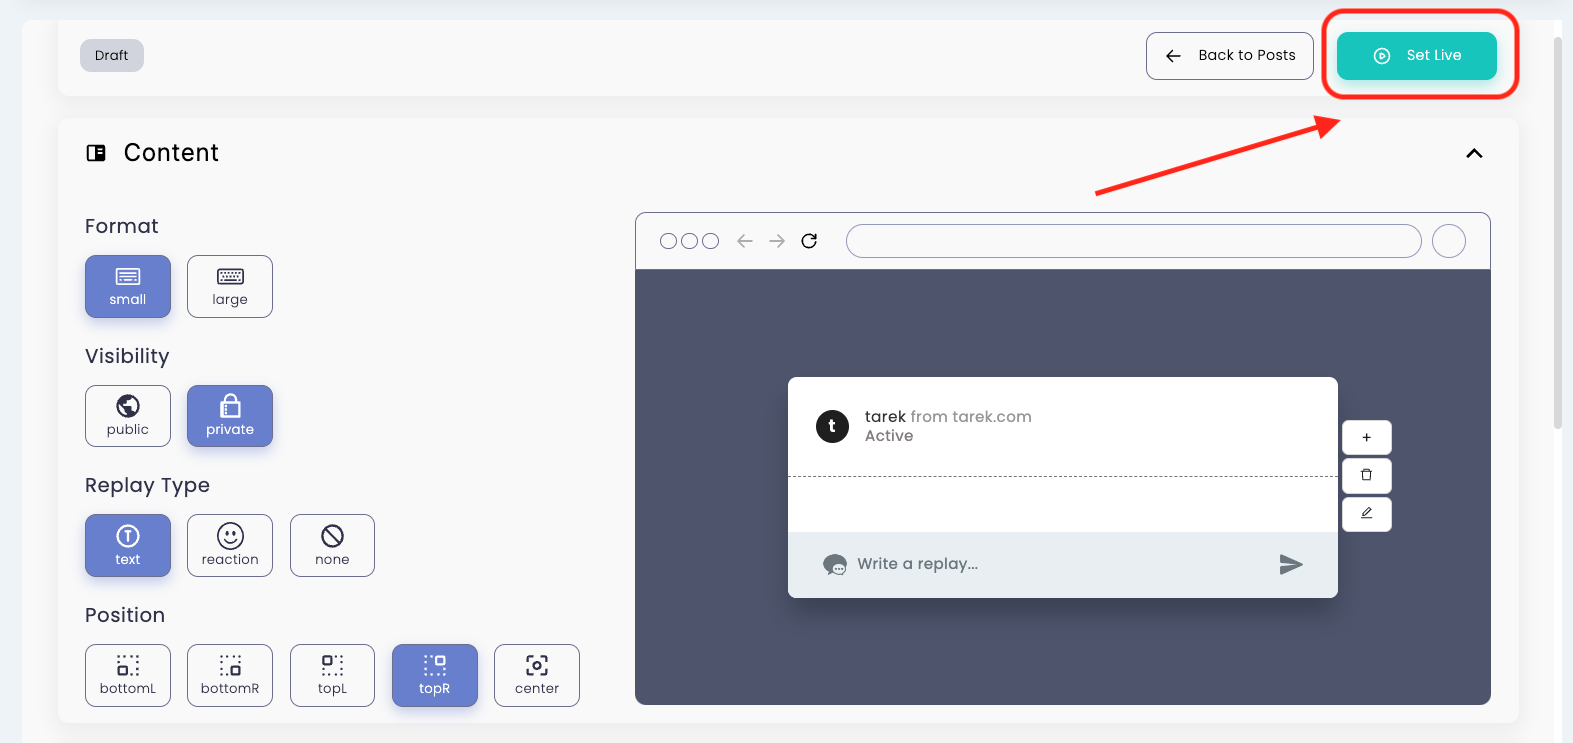 Draft
Back to Posts
Set Live
Content
Format
small
large
Visibility
public
private
Replay Type
text
reaction
none
Position
bottomL
bottomR
topL
topR
center
t
tarek from tarek.com
Active
Write a replay...